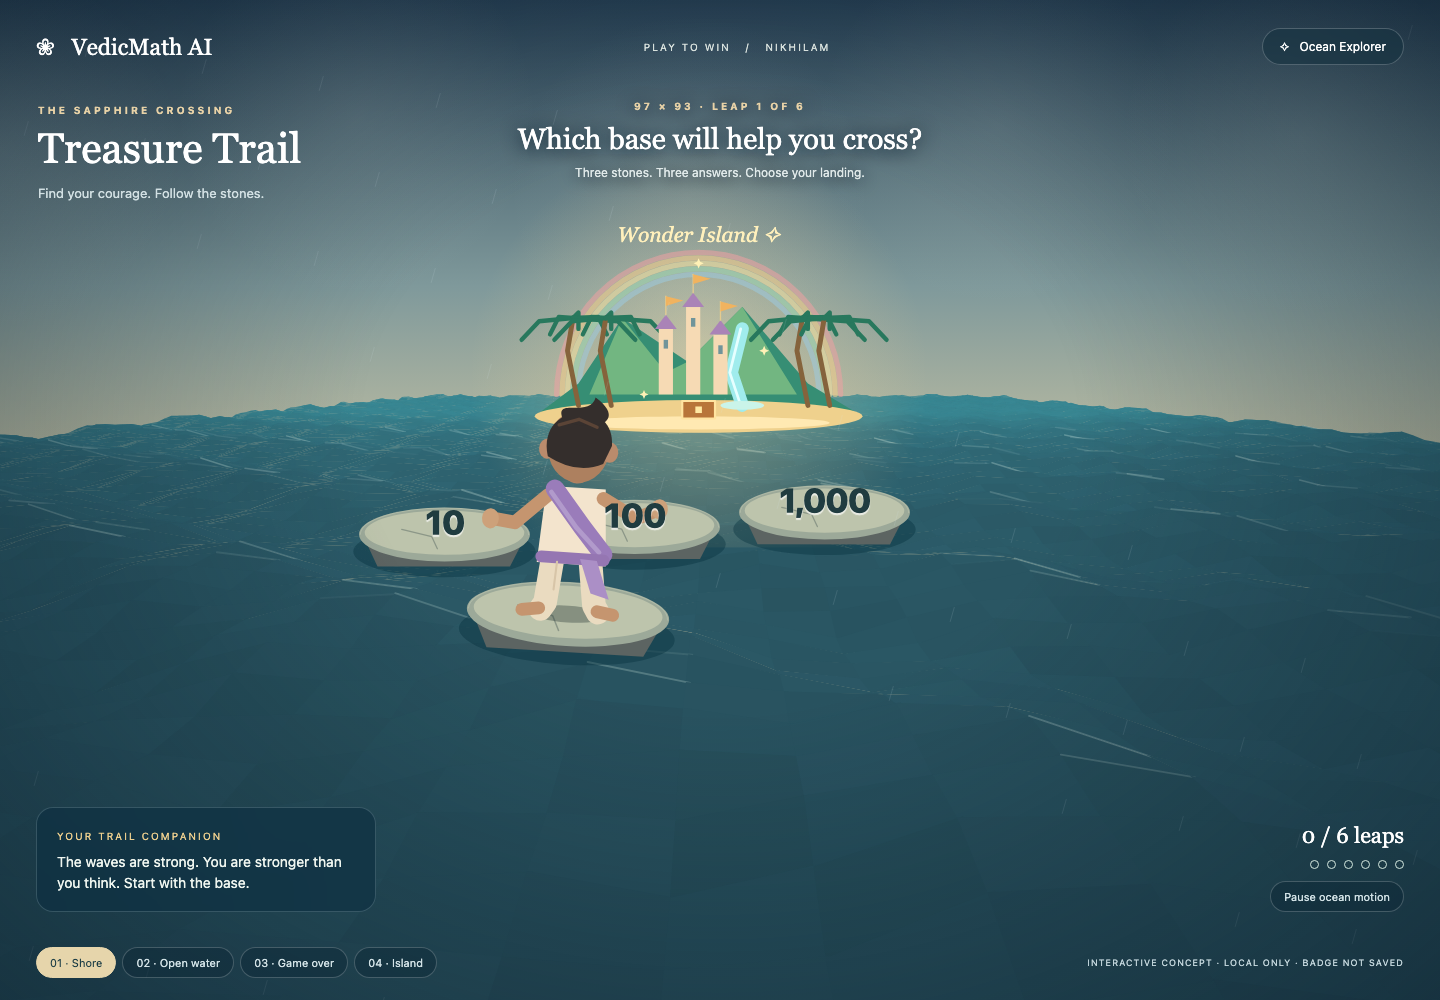 ❀ VedicMath AI
PLAY TO WIN / NIKHILAM
✧ Ocean Explorer
THE SAPPHIRE CROSSING
Treasure Trail
Find your courage. Follow the stones.
97 × 93 · LEAP 1 OF 6
Which base will help you cross?
Three stones. Three answers. Choose your landing.
Wonder Island ✧
10
100
1,000
YOUR TRAIL COMPANION
The waves are strong. You are stronger than
you think. Start with the base.
0 / 6 leaps
Pause ocean motion
01 · Shore
02 · Open water
03 · Game over
04 · Island
INTERACTIVE CONCEPT · LOCAL ONLY · BADGE NOT SAVED